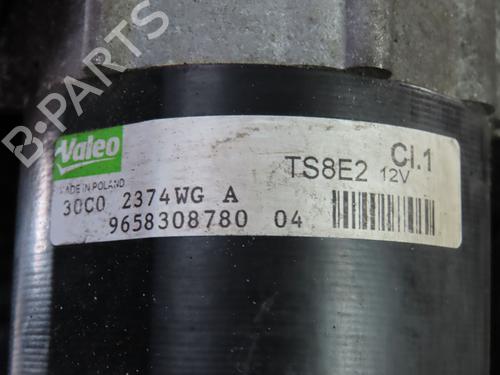 B-PARTS
Valeo
MADE IN POLAND
TS8E2 12V Cl.1
30C0 2374WG A
9658308780 04